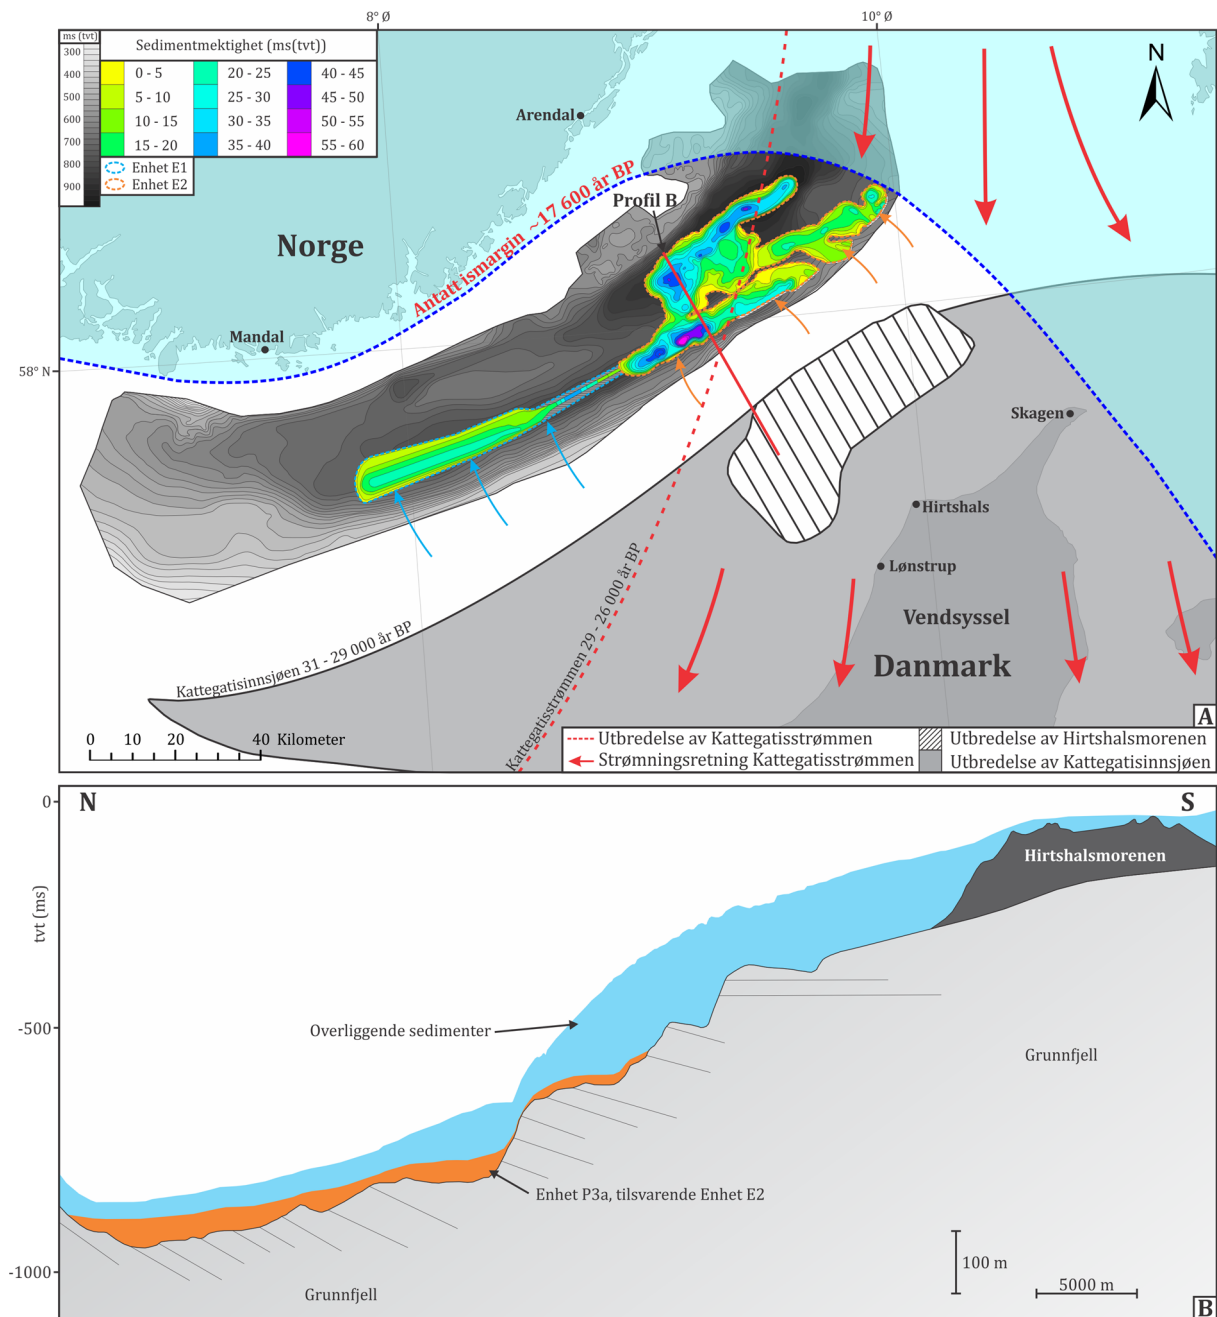 8° Ø
10° Ø
ms (tvt)
300
400
500
600
700
800
900
Sedimentmektighet (ms(tvt))
0 - 5
20 - 25
40 - 45
5 - 10
25 - 30
45 - 50
10 - 15
30 - 35
50 - 55
15 - 20
35 - 40
55 - 60
Enhet E1
Enhet E2
N
Arendal
Antatt ismargin ~17 600 år BP
Profil B
Norge
Mandal
58° N
Skagen
Hirtshals
Lønstrup
Vendsyssel
Danmark
Kattegatisinnsjøen 31 - 29 000 år BP
Kattegatisstrømmen 29 - 26 000 år BP
0 10 20 40 Kilometer
A
Utbredelse av Kattegatisstrømmen
Strømningsretning Kattegatisstrømmen
Utbredelse av Hirtshalsmorenen
Utbredelse av Kattegatisinnsjøen
N
S
0
-500
-1000
tvt (ms)
Hirtshalsmorenen
Overliggende sedimenter
Grunnfjell
Enhet P3a, tilsvarende Enhet E2
Grunnfjell
100 m
5000 m
B